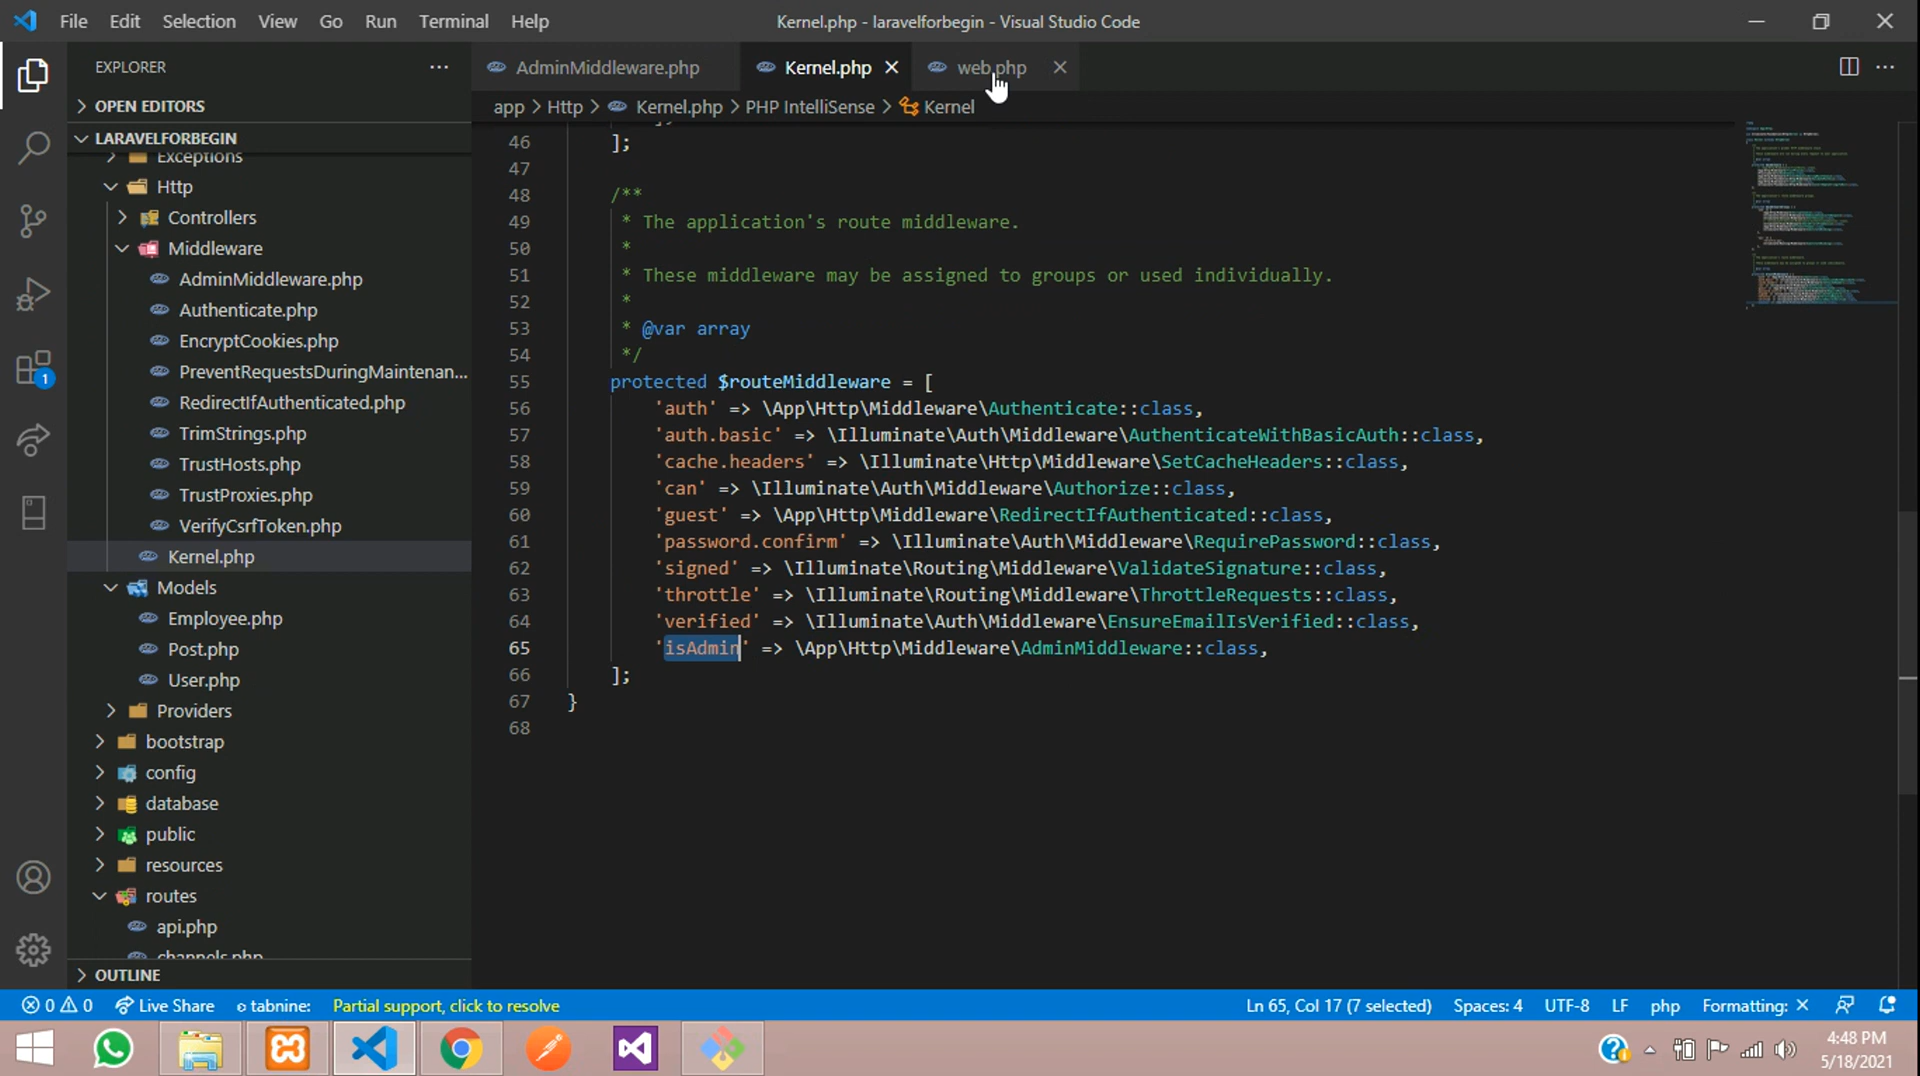 File Edit Selection View Go Run Terminal Help
Kernel.php - laravelforbegin - Visual Studio Code
EXPLORER
OPEN EDITORS
LARAVELFORBEGIN
Exceptions
Http
Controllers
Middleware
AdminMiddleware.php
Authenticate.php
EncryptCookies.php
PreventRequestsDuringMaintenan...
RedirectIfAuthenticated.php
TrimStrings.php
TrustHosts.php
TrustProxies.php
VerifyCsrfToken.php
Kernel.php
Models
Employee.php
Post.php
User.php
Providers
bootstrap
config
database
public
resources
routes
api.php
channels.php
OUTLINE
1
AdminMiddleware.php Kernel.php web.php
app > Http > Kernel.php > PHP IntelliSense > Kernel
46 ];
47
48 /**
49 * The application's route middleware.
50 *
51 * These middleware may be assigned to groups or used individually.
52 *
53 * @var array
54 */
55 protected $routeMiddleware = [
56 'auth' => \App\Http\Middleware\Authenticate::class,
57 'auth.basic' => \Illuminate\Auth\Middleware\AuthenticateWithBasicAuth::class,
58 'cache.headers' => \Illuminate\Http\Middleware\SetCacheHeaders::class,
59 'can' => \Illuminate\Auth\Middleware\Authorize::class,
60 'guest' => \App\Http\Middleware\RedirectIfAuthenticated::class,
61 'password.confirm' => \Illuminate\Auth\Middleware\RequirePassword::class,
62 'signed' => \Illuminate\Routing\Middleware\ValidateSignature::class,
63 'throttle' => \Illuminate\Routing\Middleware\ThrottleRequests::class,
64 'verified' => \Illuminate\Auth\Middleware\EnsureEmailIsVerified::class,
65 'isAdmin' => \App\Http\Middleware\AdminMiddleware::class,
66 ];
67 }
68
0 0 Live Share tabnine: Partial support, click to resolve
Ln 65, Col 17 (7 selected) Spaces: 4 UTF-8 LF php Formatting: ×
4:48 PM
5/18/2021